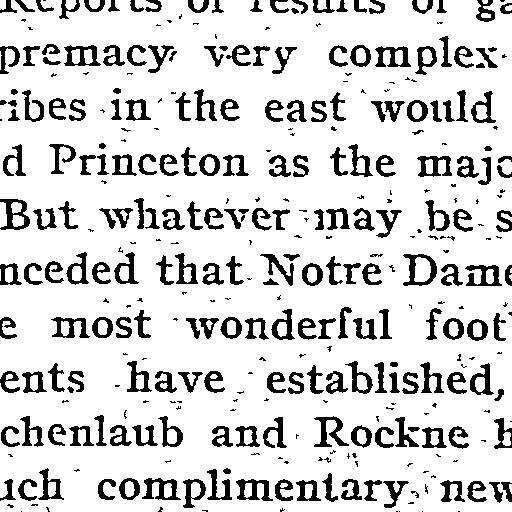 Reports of results of ga
premacy very complex
ribes in the east would
d Princeton as the majo
But whatever may be s
nceded that Notre Dame
e most wonderful foot
ents have established,
chenlaub and Rockne h
uch complimentary new